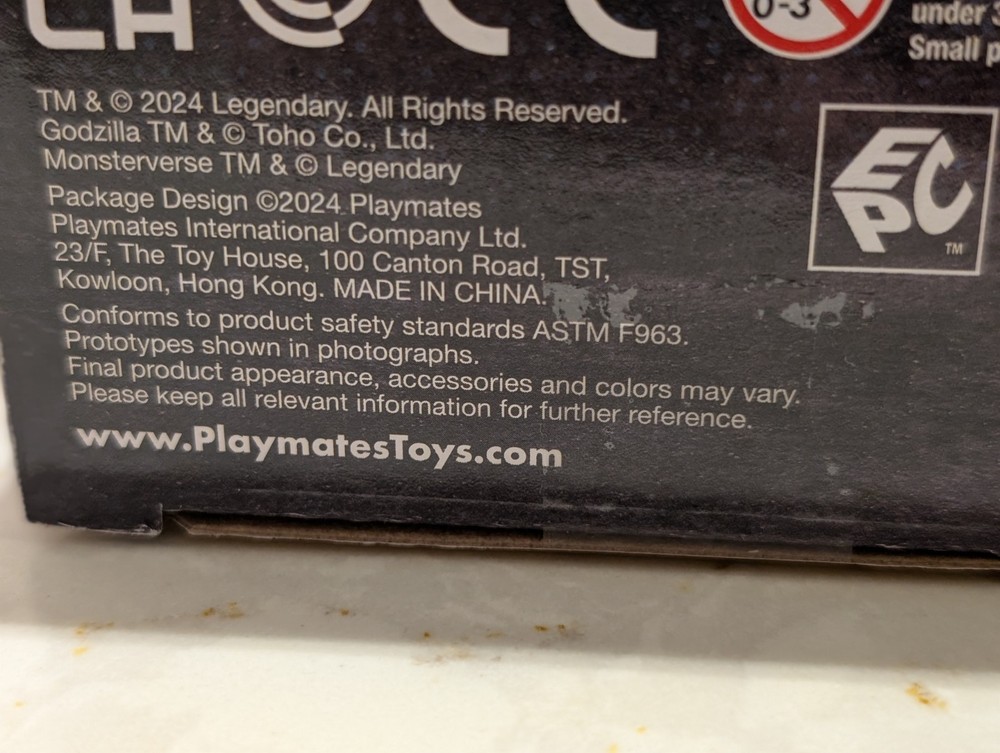 0-3
under
Small
TM & © 2024 Legendary. All Rights Reserved.
Godzilla TM & © Toho Co., Ltd.
Monsterverse TM & © Legendary
Package Design ©2024 Playmates
Playmates International Company Ltd.
23/F, The Toy House, 100 Canton Road, TST,
Kowloon, Hong Kong. MADE IN CHINA.
Conforms to product safety standards ASTM F963.
Prototypes shown in photographs.
Final product appearance, accessories and colors may vary.
Please keep all relevant information for further reference.
www.PlaymatesToys.com
EPC
TM